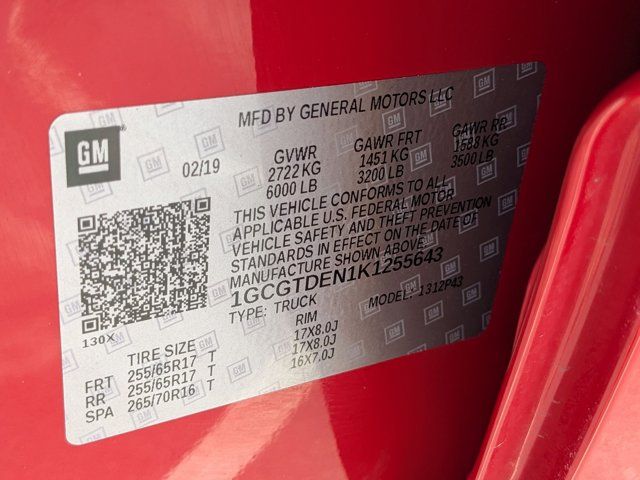 MFD BY GENERAL MOTORS LLC
GM
02/19
GVWR
2722 KG
6000 LB
GAWR FRT
1451 KG
3200 LB
GAWR RR
1588 KG
3500 LB
THIS VEHICLE CONFORMS TO ALL
APPLICABLE U.S. FEDERAL MOTOR
VEHICLE SAFETY AND THEFT PREVENTION
STANDARDS IN EFFECT ON THE DATE OF
MANUFACTURE SHOWN ABOVE.
1GCGTDEN1K1255643
TYPE: TRUCK MODEL: 1312P43
130X
TIRE SIZE RIM
FRT 255/65R17 T 17X8.0J
RR 255/65R17 T 17X8.0J
SPA 265/70R16 T 16X7.0J